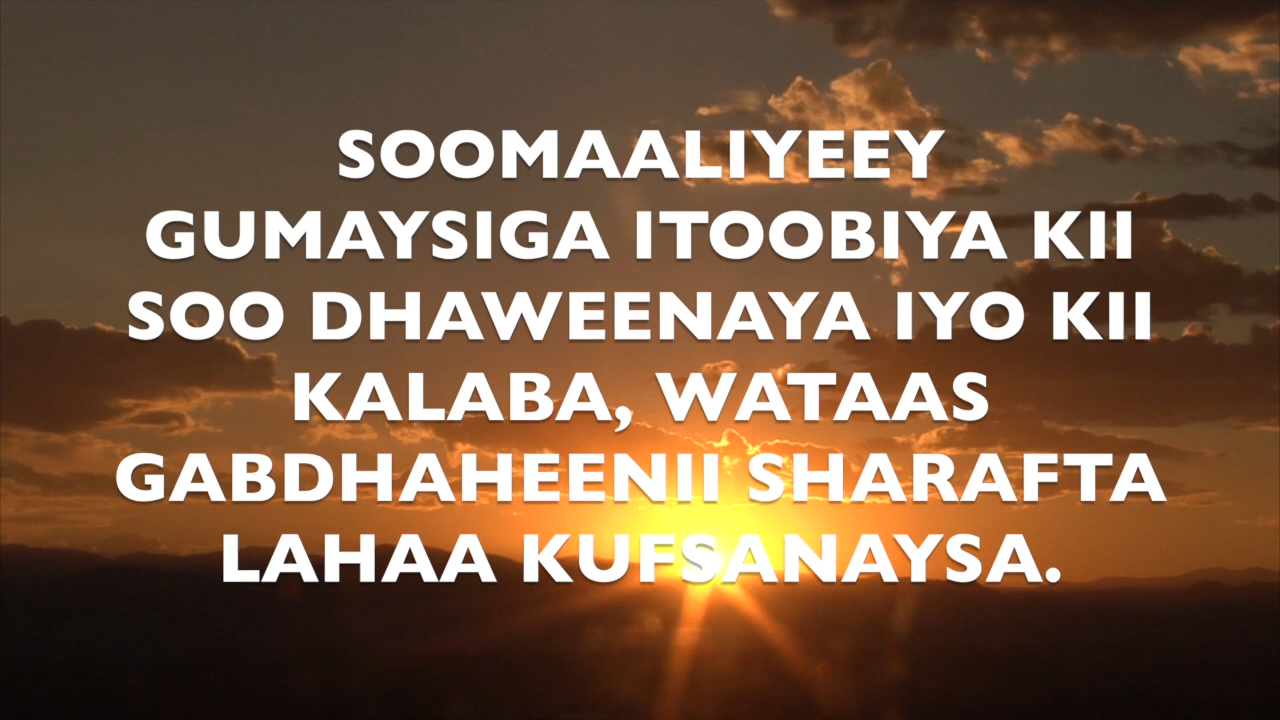 SOOMAALIYEEY
GUMAYSIGA ITOOBIYA KII
SOO DHAWEENAYA IYO KII
KALABA, WATAAS
GABDHAHEENII SHARAFTA
LAHAA KUFSANAYSA.